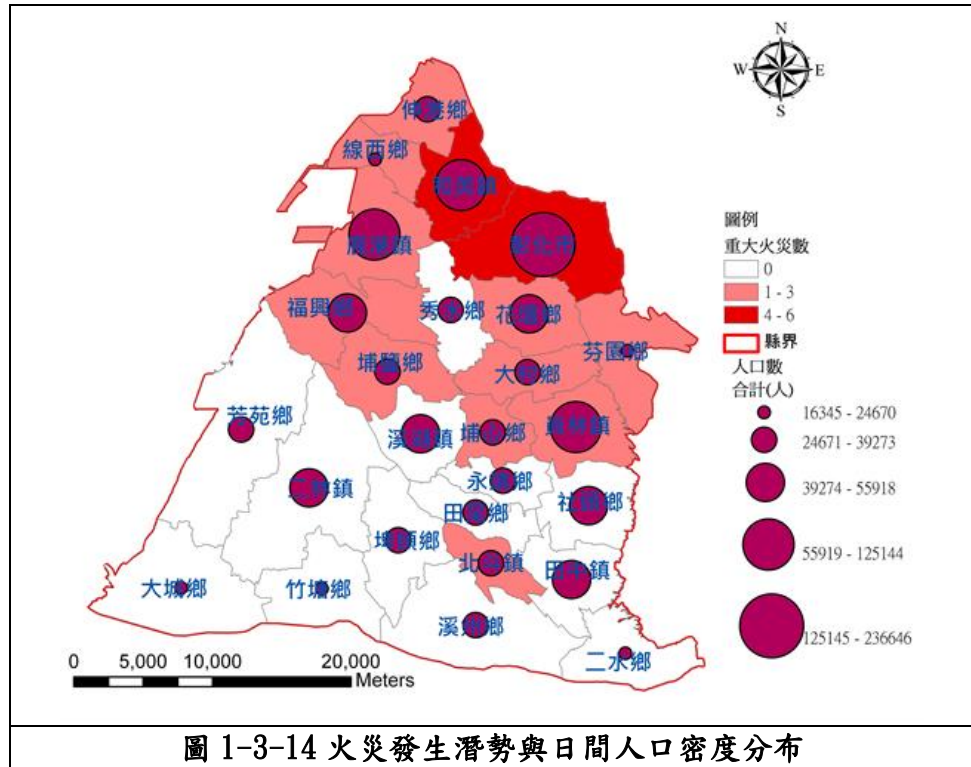 N
W
E
S
伸港鄉
線西鄉
和美鎮
鹿港鎮
彰化市
福興鄉
秀水鄉
花壇鄉
芬園鄉
埔鹽鄉
大村鄉
芳苑鄉
溪湖鎮
埔心鄉
員林鎮
永靖鄉
二林鎮
社頭鄉
田尾鄉
埤頭鄉
北斗鎮
田中鎮
大城鄉
竹塘鄉
溪州鄉
二水鄉
圖例
重大火災數
0
1 - 3
4 - 6
縣界
人口數
合計(人)
16345 - 24670
24671 - 39273
39274 - 55918
55919 - 125144
125145 - 236646
0 5,000 10,000 20,000
Meters
圖 1-3-14 火災發生潛勢與日間人口密度分布